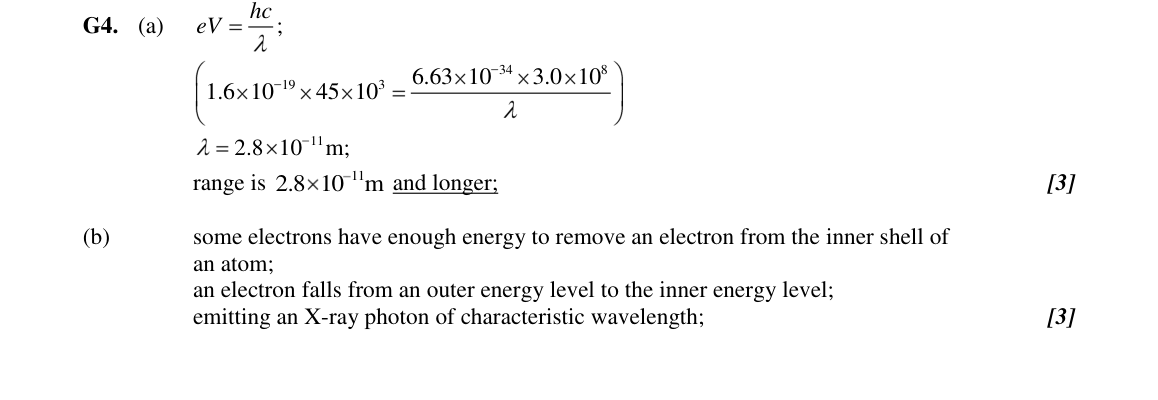 G4. (a) eV = hc/λ;
(1.6×10⁻¹⁹ × 45×10³ = 6.63×10⁻³⁴ × 3.0×10⁸/λ)
λ = 2.8×10⁻¹¹ m;
range is 2.8×10⁻¹¹ m and longer; [3]
(b) some electrons have enough energy to remove an electron from the inner shell of
an atom;
an electron falls from an outer energy level to the inner energy level;
emitting an X-ray photon of characteristic wavelength; [3]